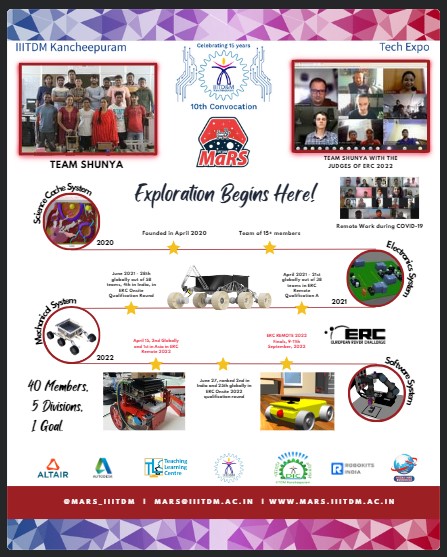 Celebrating 15 years
IIITDM Kancheepuram
Tech Expo
IIITD&M
10th Convocation
MaRS
TEAM SHUNYA
TEAM SHUNYA WITH THE
JUDGES OF ERC 2022
Science Cache System
Exploration Begins Here!
Remote Work during COVID-19
Founded in April 2020
Team of 15+ members
2020
Electronics System
June 2021 - 28th
globally out of 38
teams, 4th in India, in
ERC Onsite
Qualification Round
April 2021 - 21st
globally out of 38
teams in ERC
Remote
Qualification A
2021
Mechanical System
April 15, 2nd Globally
and 1st in Asia in ERC
Remote 2022
ERC REMOTE 2022
Finals, 9-11th
September, 2022
ERC
EUROPEAN ROVER CHALLENGE
2022
June 27, ranked 2nd in
India and 23th globally in
ERC Onsite 2022
qualification round
Software System
40 Members,
5 Divisions,
1 Goal.
ALTAIR
AUTODESK
TLC
Teaching
Learning
Centre
ROBOKITS
INDIA
@MARS_IIITDM | MARS@IIITDM.AC.IN | WWW.MARS.IIITDM.AC.IN